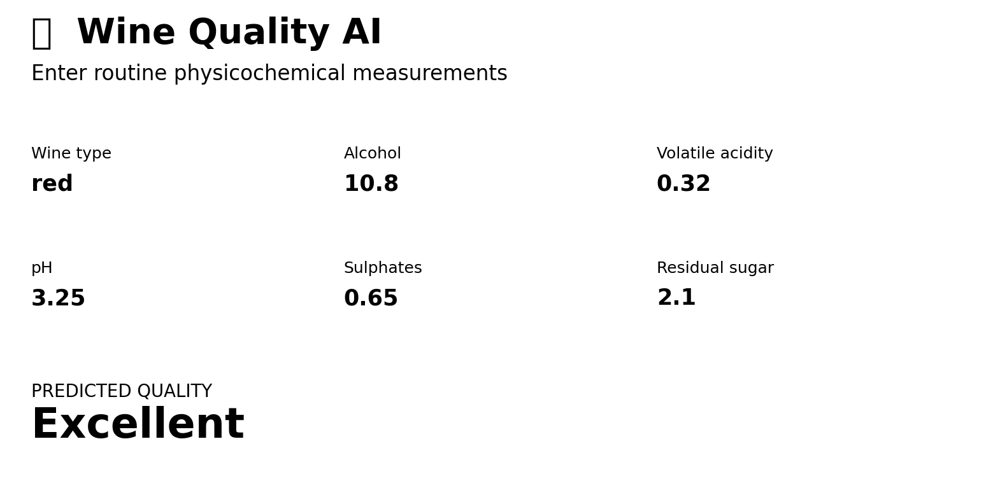 Wine Quality AI
Enter routine physicochemical measurements
Wine type
Alcohol
Volatile acidity
red
10.8
0.32
pH
Sulphates
Residual sugar
3.25
0.65
2.1
PREDICTED QUALITY
Excellent